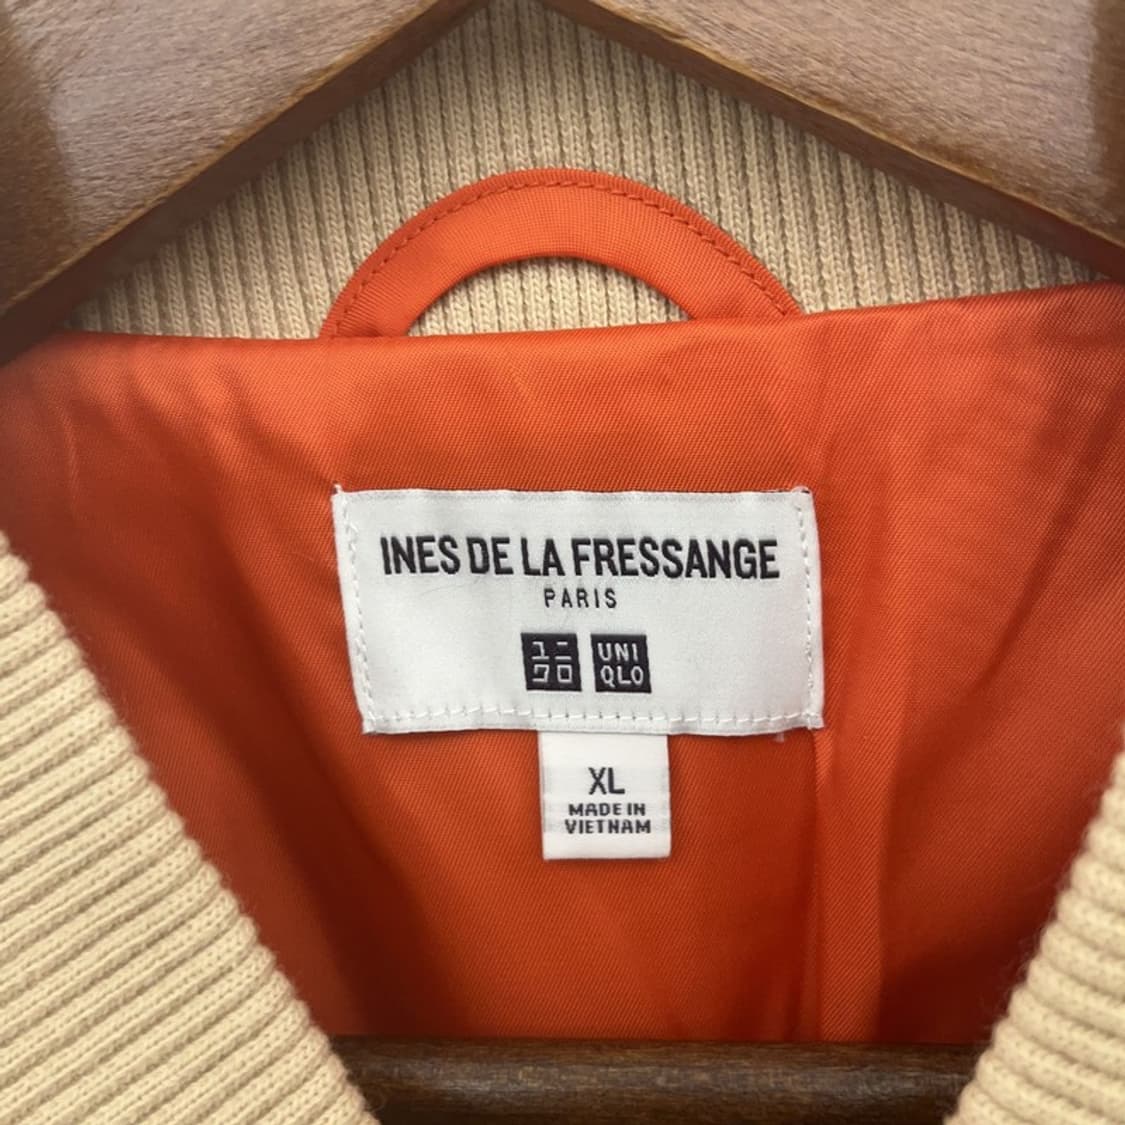 INES DE LA FRESSANGE
PARIS
ユニ UNI
クロ QLO
XL
MADE IN
VIETNAM